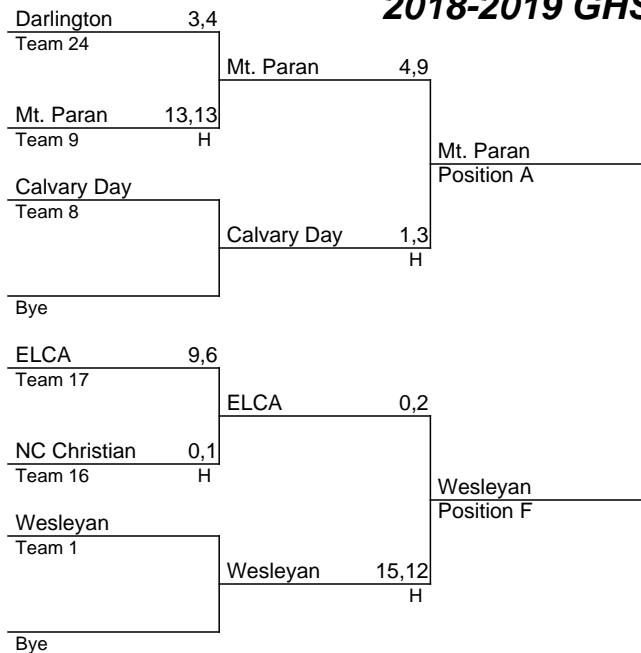 2018-2019 GHS
Darlington 3,4
Team 24
Mt. Paran 4,9
Mt. Paran 13,13
Team 9 H
Mt. Paran
Position A
Calvary Day
Team 8
Calvary Day 1,3
H
Bye
ELCA 9,6
Team 17
ELCA 0,2
NC Christian 0,1
Team 16 H
Wesleyan
Position F
Wesleyan
Team 1
Wesleyan 15,12
H
Bye